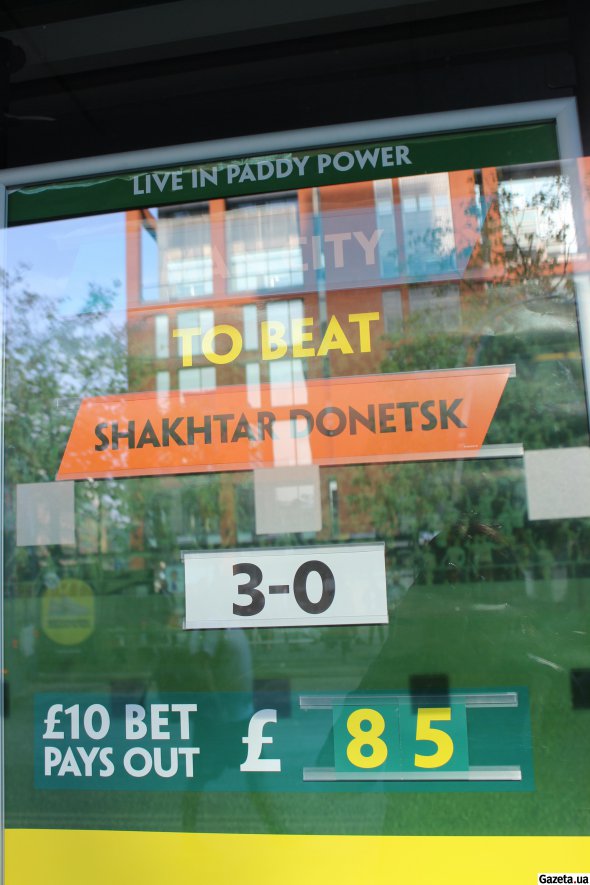 LIVE IN PADDY POWER
CITY
TO BEAT
SHAKHTAR DONETSK
3-0
£10 BET
PAYS OUT £85
Gazeta.ua